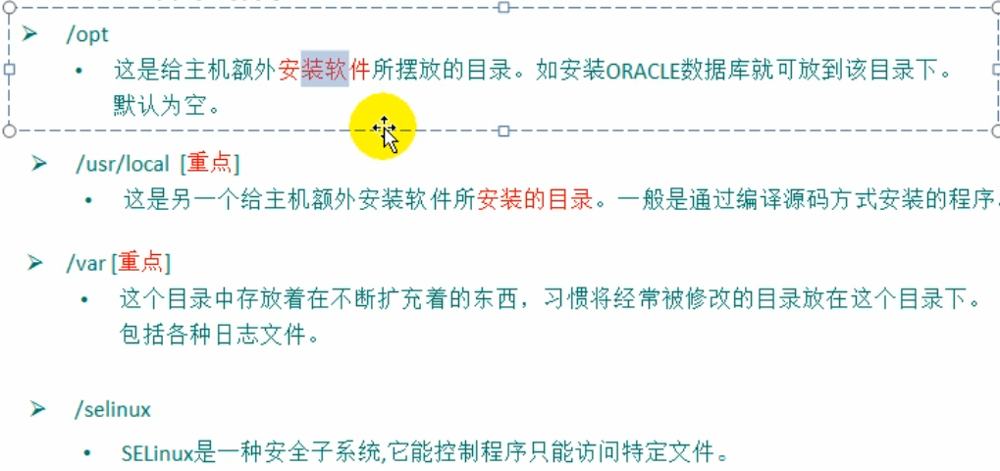 /opt
这是给主机额外安装软件所摆放的目录。如安装ORACLE数据库就可放到该目录下。
默认为空。
/usr/local [重点]
这是另一个给主机额外安装软件所安装的目录。一般是通过编译源码方式安装的程序
/var [重点]
这个目录中存放着在不断扩充着的东西，习惯将经常被修改的目录放在这个目录下。
包括各种日志文件。
/selinux
SELinux是一种安全子系统,它能控制程序只能访问特定文件。